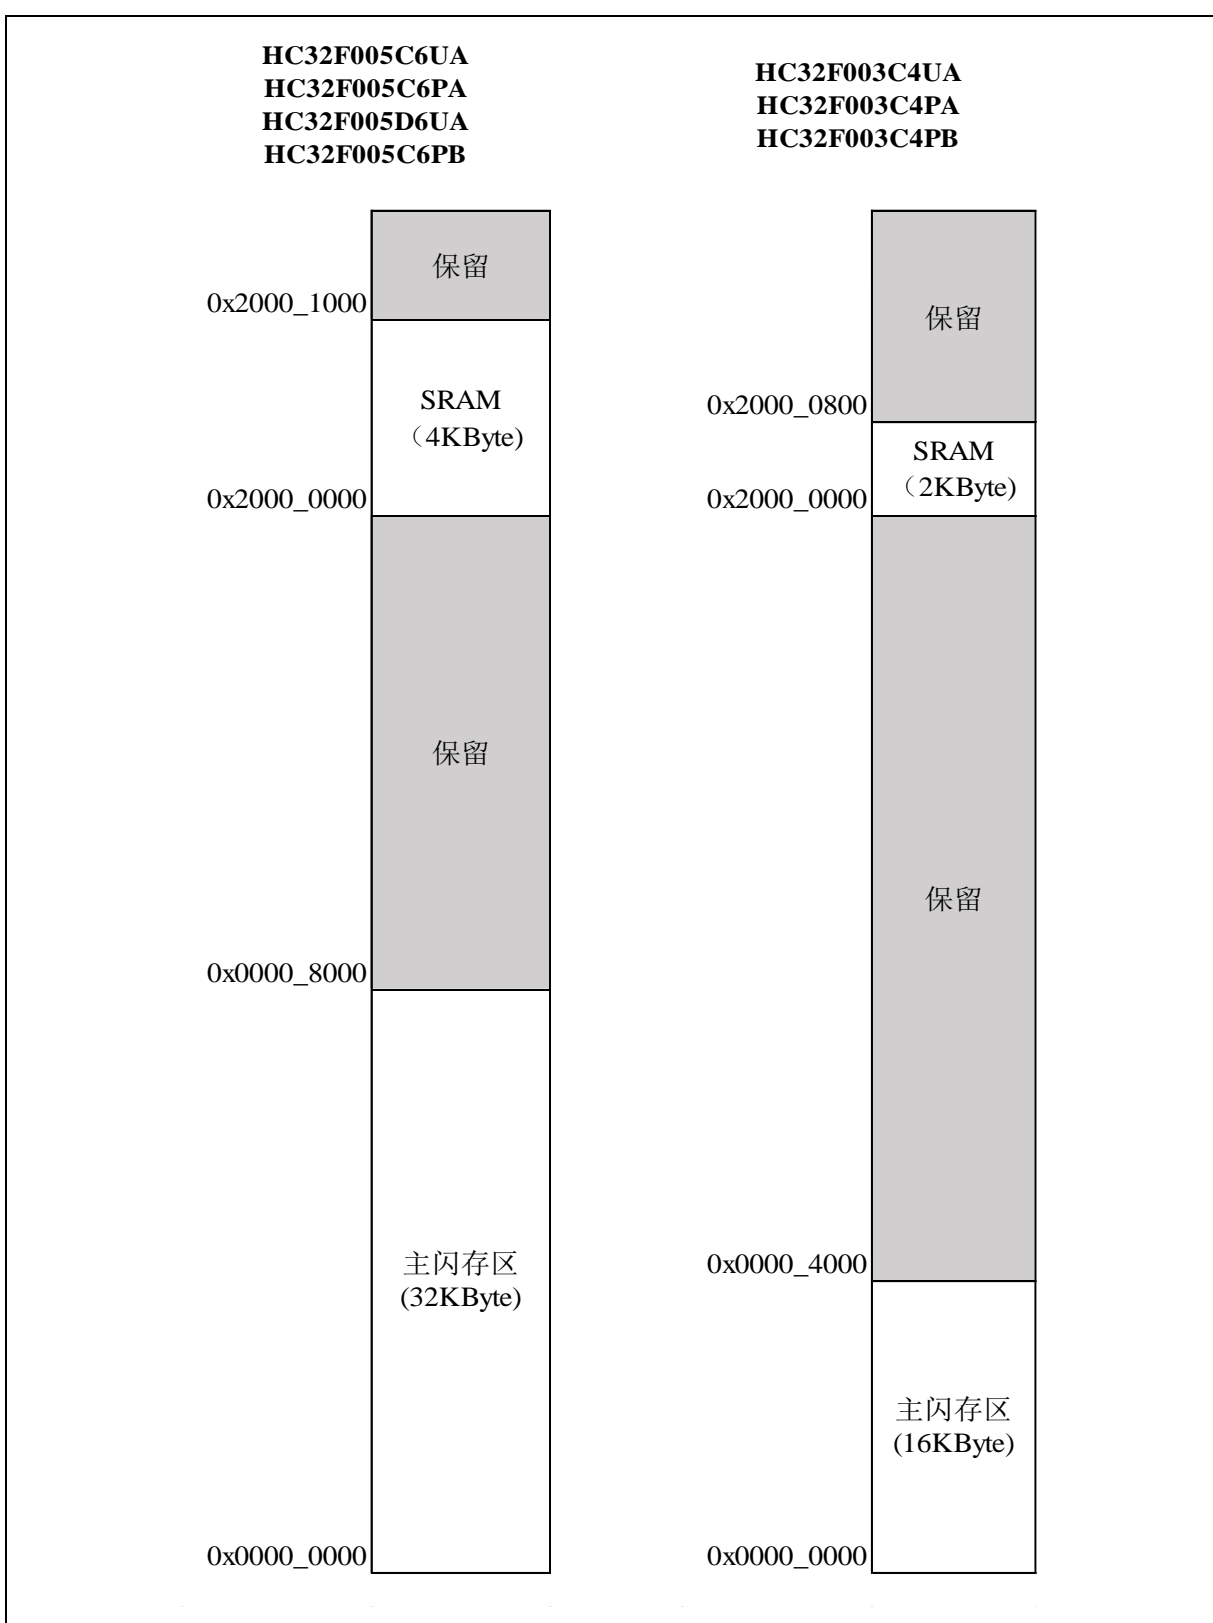 HC32F005C6UA
HC32F005C6PA
HC32F005D6UA
HC32F005C6PB
保留
0x2000_1000
SRAM
（4KByte)
0x2000_0000
保留
0x0000_8000
主闪存区
(32KByte)
0x0000_0000
HC32F003C4UA
HC32F003C4PA
HC32F003C4PB
保留
0x2000_0800
SRAM
（2KByte)
0x2000_0000
保留
0x0000_4000
主闪存区
(16KByte)
0x0000_0000